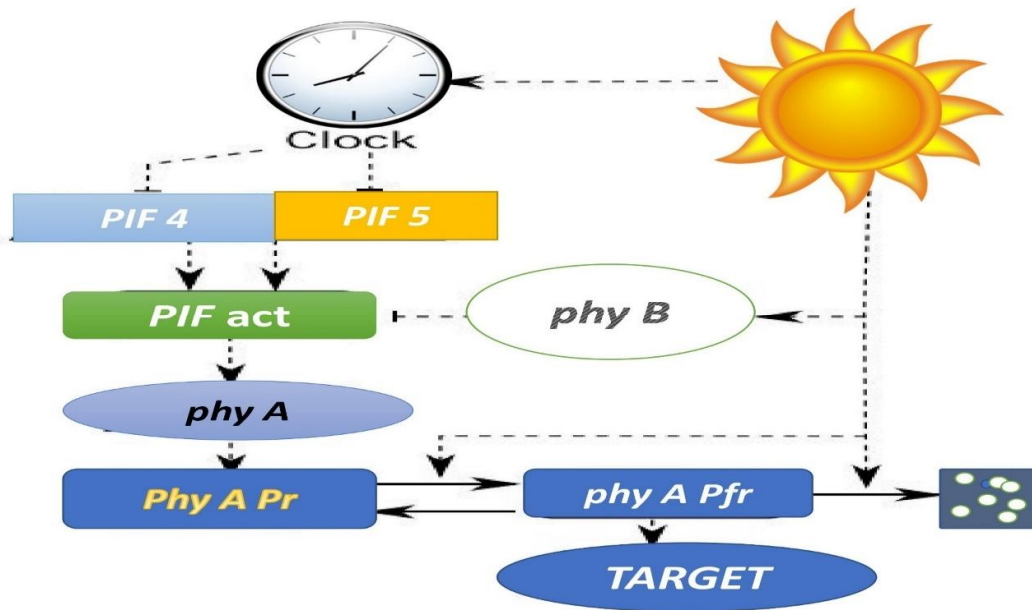 Clock
PIF 4
PIF 5
PIF act
phy B
phy A
Phy A Pr
phy A Pfr
TARGET